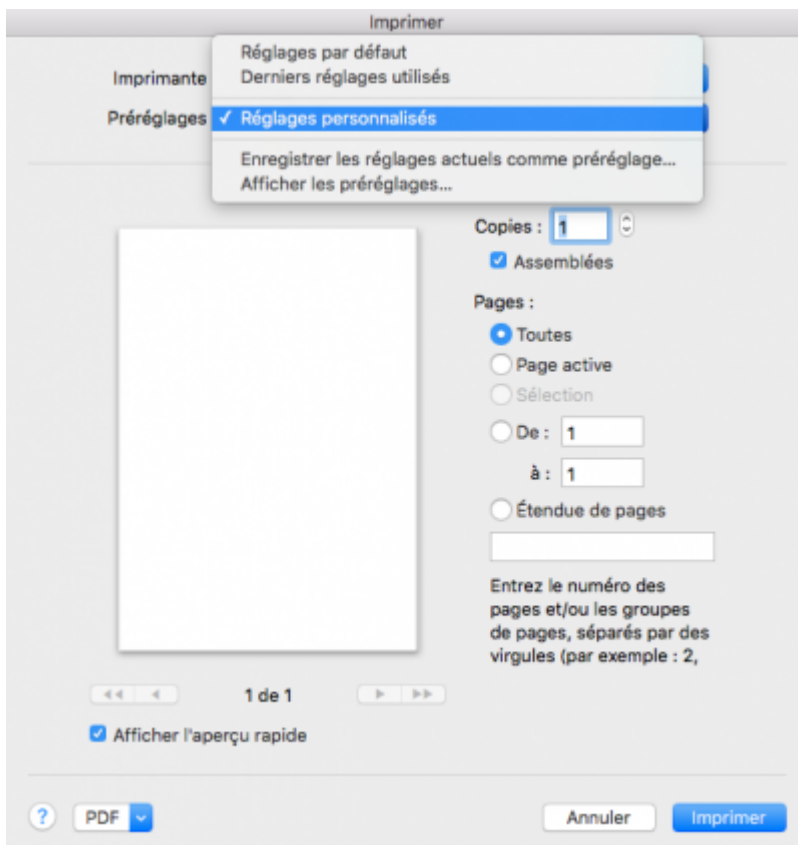 Imprimer
Réglages par défaut
Imprimante
Derniers réglages utilisés
Préréglages ✓ Réglages personnalisés
Enregistrer les réglages actuels comme préréglage...
Afficher les préréglages...
Copies : 1
Assemblées
Pages :
Toutes
Page active
Sélection
De : 1
à : 1
Étendue de pages
Entrez le numéro des
pages et/ou les groupes
de pages, séparés par des
virgules (par exemple : 2,
1 de 1
Afficher l'aperçu rapide
? PDF Annuler Imprimer